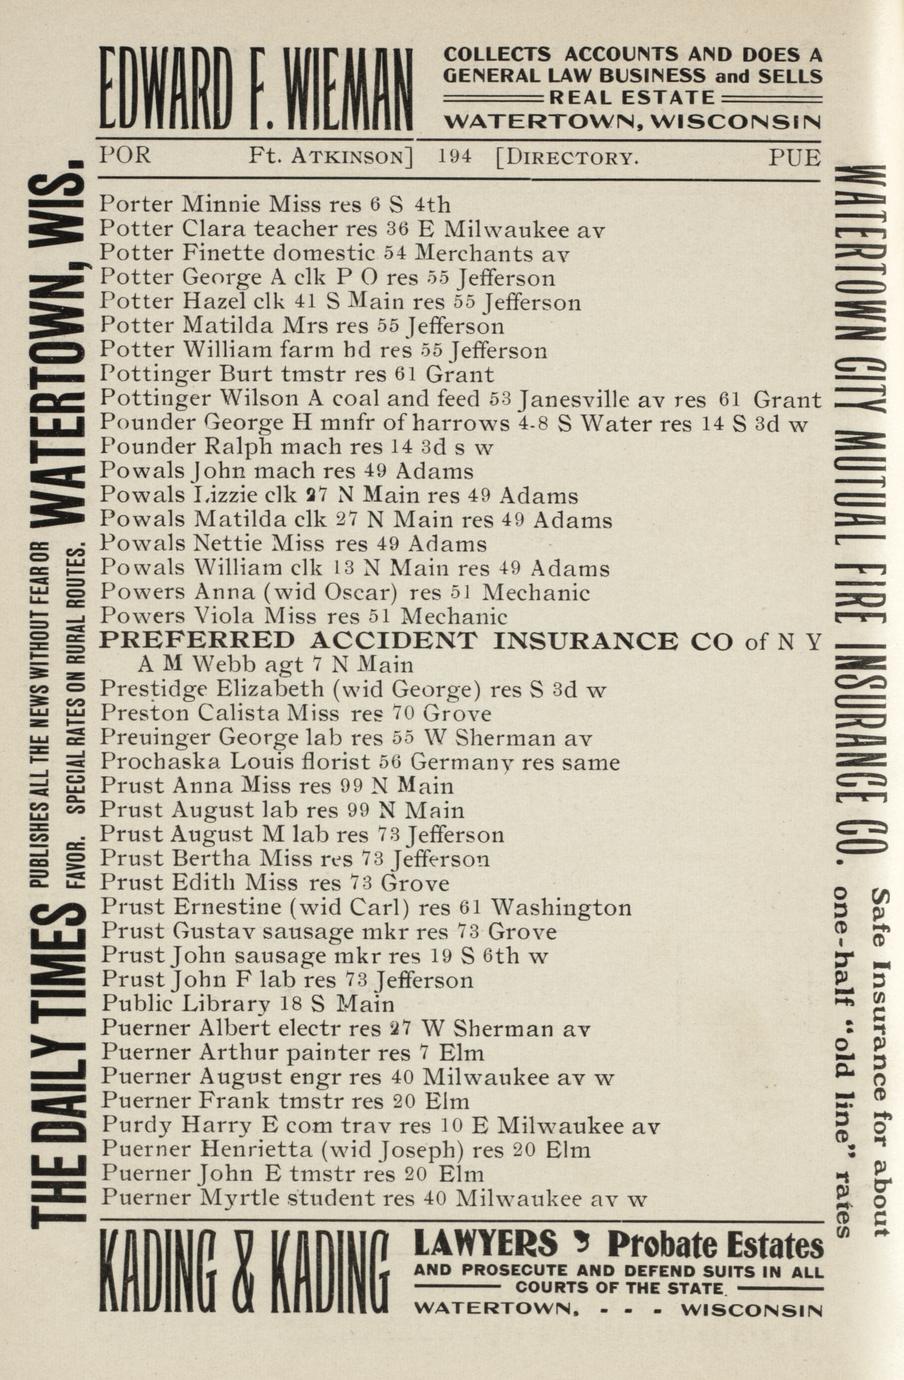 EDWARD F. WIEMAN
COLLECTS ACCOUNTS AND DOES A
GENERAL LAW BUSINESS and SELLS
REAL ESTATE
WATERTOWN, WISCONSIN
POR Ft. ATKINSON] 194 [DIRECTORY. PUE
Porter Minnie Miss res 6 S 4th
Potter Clara teacher res 36 E Milwaukee av
Potter Finette domestic 54 Merchants av
Potter George A clk P O res 55 Jefferson
Potter Hazel clk 41 S Main res 55 Jefferson
Potter Matilda Mrs res 55 Jefferson
Potter William farm hd res 55 Jefferson
Pottinger Burt tmstr res 61 Grant
Pottinger Wilson A coal and feed 53 Janesville av res 61 Grant
Pounder George H mnfr of harrows 4-8 S Water res 14 S 3d w
Pounder Ralph mach res 14 3d s w
Powals John mach res 49 Adams
Powals Lizzie clk 27 N Main res 49 Adams
Powals Matilda clk 27 N Main res 49 Adams
Powals Nettie Miss res 49 Adams
Powals William clk 13 N Main res 49 Adams
Powers Anna (wid Oscar) res 51 Mechanic
Powers Viola Miss res 51 Mechanic
PREFERRED ACCIDENT INSURANCE CO of N Y
A M Webb agt 7 N Main
Prestidge Elizabeth (wid George) res S 3d w
Preston Calista Miss res 70 Grove
Preuinger George lab res 55 W Sherman av
Prochaska Louis florist 56 Germany res same
Prust Anna Miss res 99 N Main
Prust August lab res 99 N Main
Prust August M lab res 73 Jefferson
Prust Bertha Miss res 73 Jefferson
Prust Edith Miss res 73 Grove
Prust Ernestine (wid Carl) res 61 Washington
Prust Gustav sausage mkr res 73 Grove
Prust John sausage mkr res 19 S 6th w
Prust John F lab res 73 Jefferson
Public Library 18 S Main
Puerner Albert electr res 27 W Sherman av
Puerner Arthur painter res 7 Elm
Puerner August engr res 40 Milwaukee av w
Puerner Frank tmstr res 20 Elm
Purdy Harry E com trav res 10 E Milwaukee av
Puerner Henrietta (wid Joseph) res 20 Elm
Puerner John E tmstr res 20 Elm
Puerner Myrtle student res 40 Milwaukee av w
KADING & KADING
LAWYERS , Probate Estates
AND PROSECUTE AND DEFEND SUITS IN ALL
COURTS OF THE STATE.
WATERTOWN, - - - WISCONSIN
THE DAILY TIMES
PUBLISHES ALL THE NEWS WITHOUT FEAR OR
FAVOR. SPECIAL RATES ON RURAL ROUTES.
WATERTOWN, WIS.
WATERTOWN CITY MUTUAL FIRE INSURANCE CO.
Safe Insurance for about
one-half "old line" rates